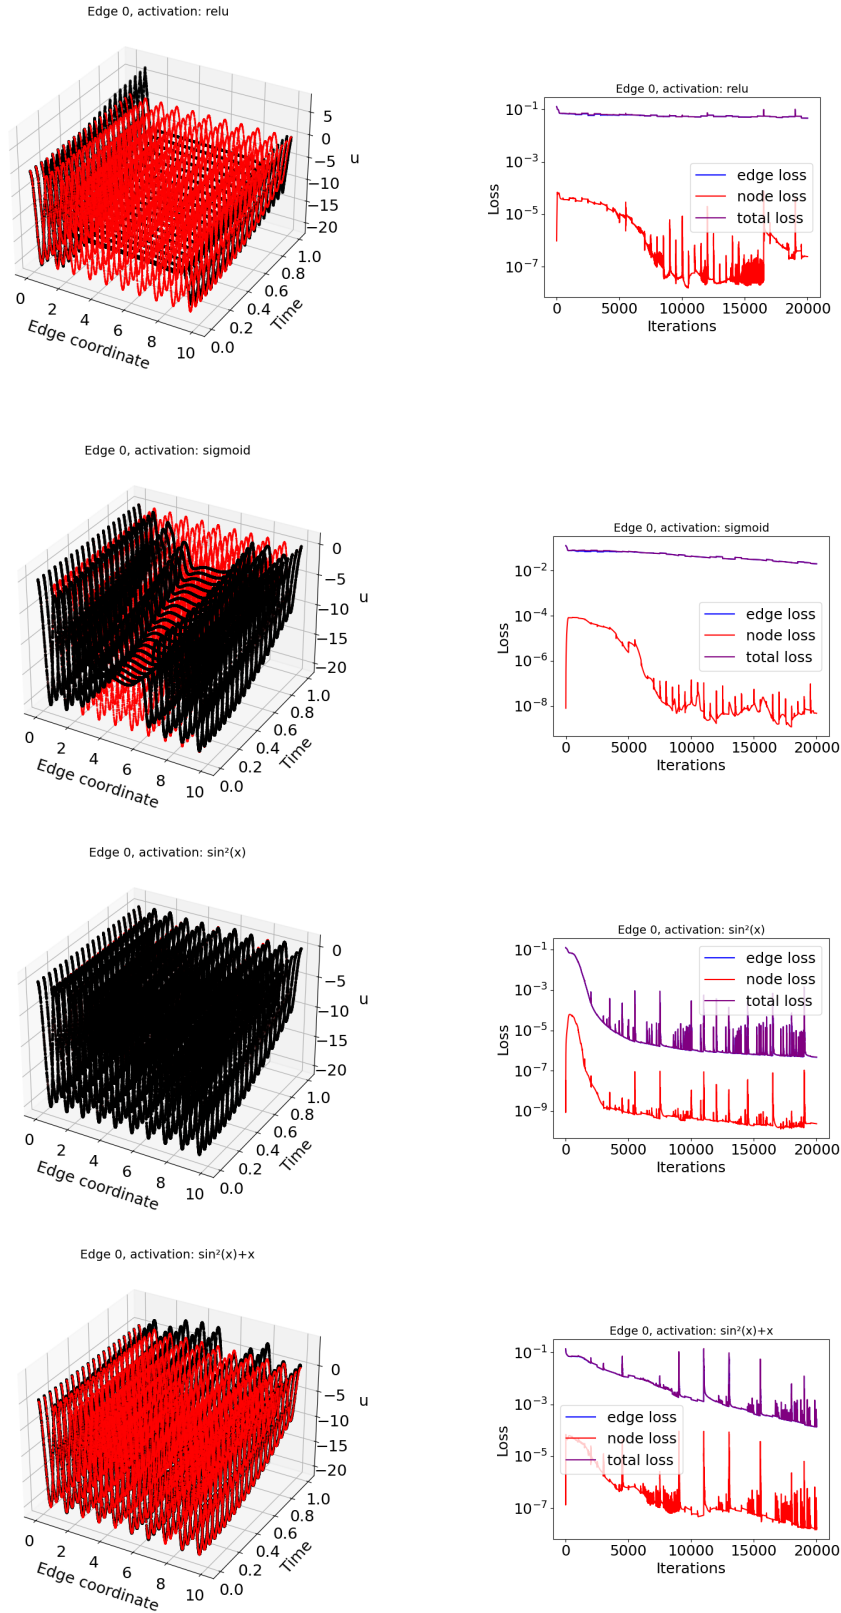 Edge 0, activation: relu
5
0
−5
−10
−15
−20
u
0
2
4
6
8
10
Edge coordinate
0.0
0.2
0.4
0.6
0.8
1.0
Time
Edge 0, activation: relu
10⁻¹
10⁻³
10⁻⁵
10⁻⁷
Loss
edge loss
node loss
total loss
0 5000 10000 15000 20000
Iterations
Edge 0, activation: sigmoid
0
−5
−10
−15
−20
u
0
2
4
6
8
10
Edge coordinate
0.0
0.2
0.4
0.6
0.8
1.0
Time
Edge 0, activation: sigmoid
10⁻²
10⁻⁴
10⁻⁶
10⁻⁸
Loss
edge loss
node loss
total loss
0 5000 10000 15000 20000
Iterations
Edge 0, activation: sin²(x)
0
−5
−10
−15
−20
u
0
2
4
6
8
10
Edge coordinate
0.0
0.2
0.4
0.6
0.8
1.0
Time
Edge 0, activation: sin²(x)
10⁻¹
10⁻³
10⁻⁵
10⁻⁷
10⁻⁹
Loss
edge loss
node loss
total loss
0 5000 10000 15000 20000
Iterations
Edge 0, activation: sin²(x)+x
0
−5
−10
−15
−20
u
0
2
4
6
8
10
Edge coordinate
0.0
0.2
0.4
0.6
0.8
1.0
Time
Edge 0, activation: sin²(x)+x
10⁻¹
10⁻³
10⁻⁵
10⁻⁷
Loss
edge loss
node loss
total loss
0 5000 10000 15000 20000
Iterations